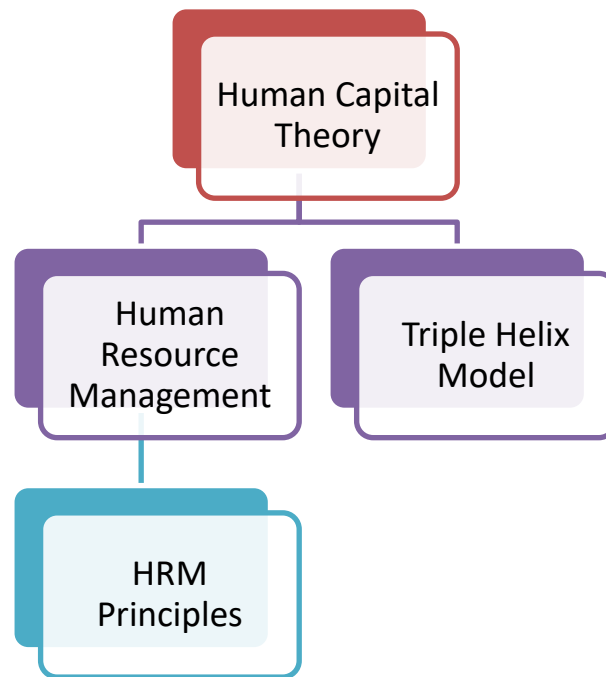 Human Capital
Theory
Human
Resource
Management
Triple Helix
Model
HRM
Principles